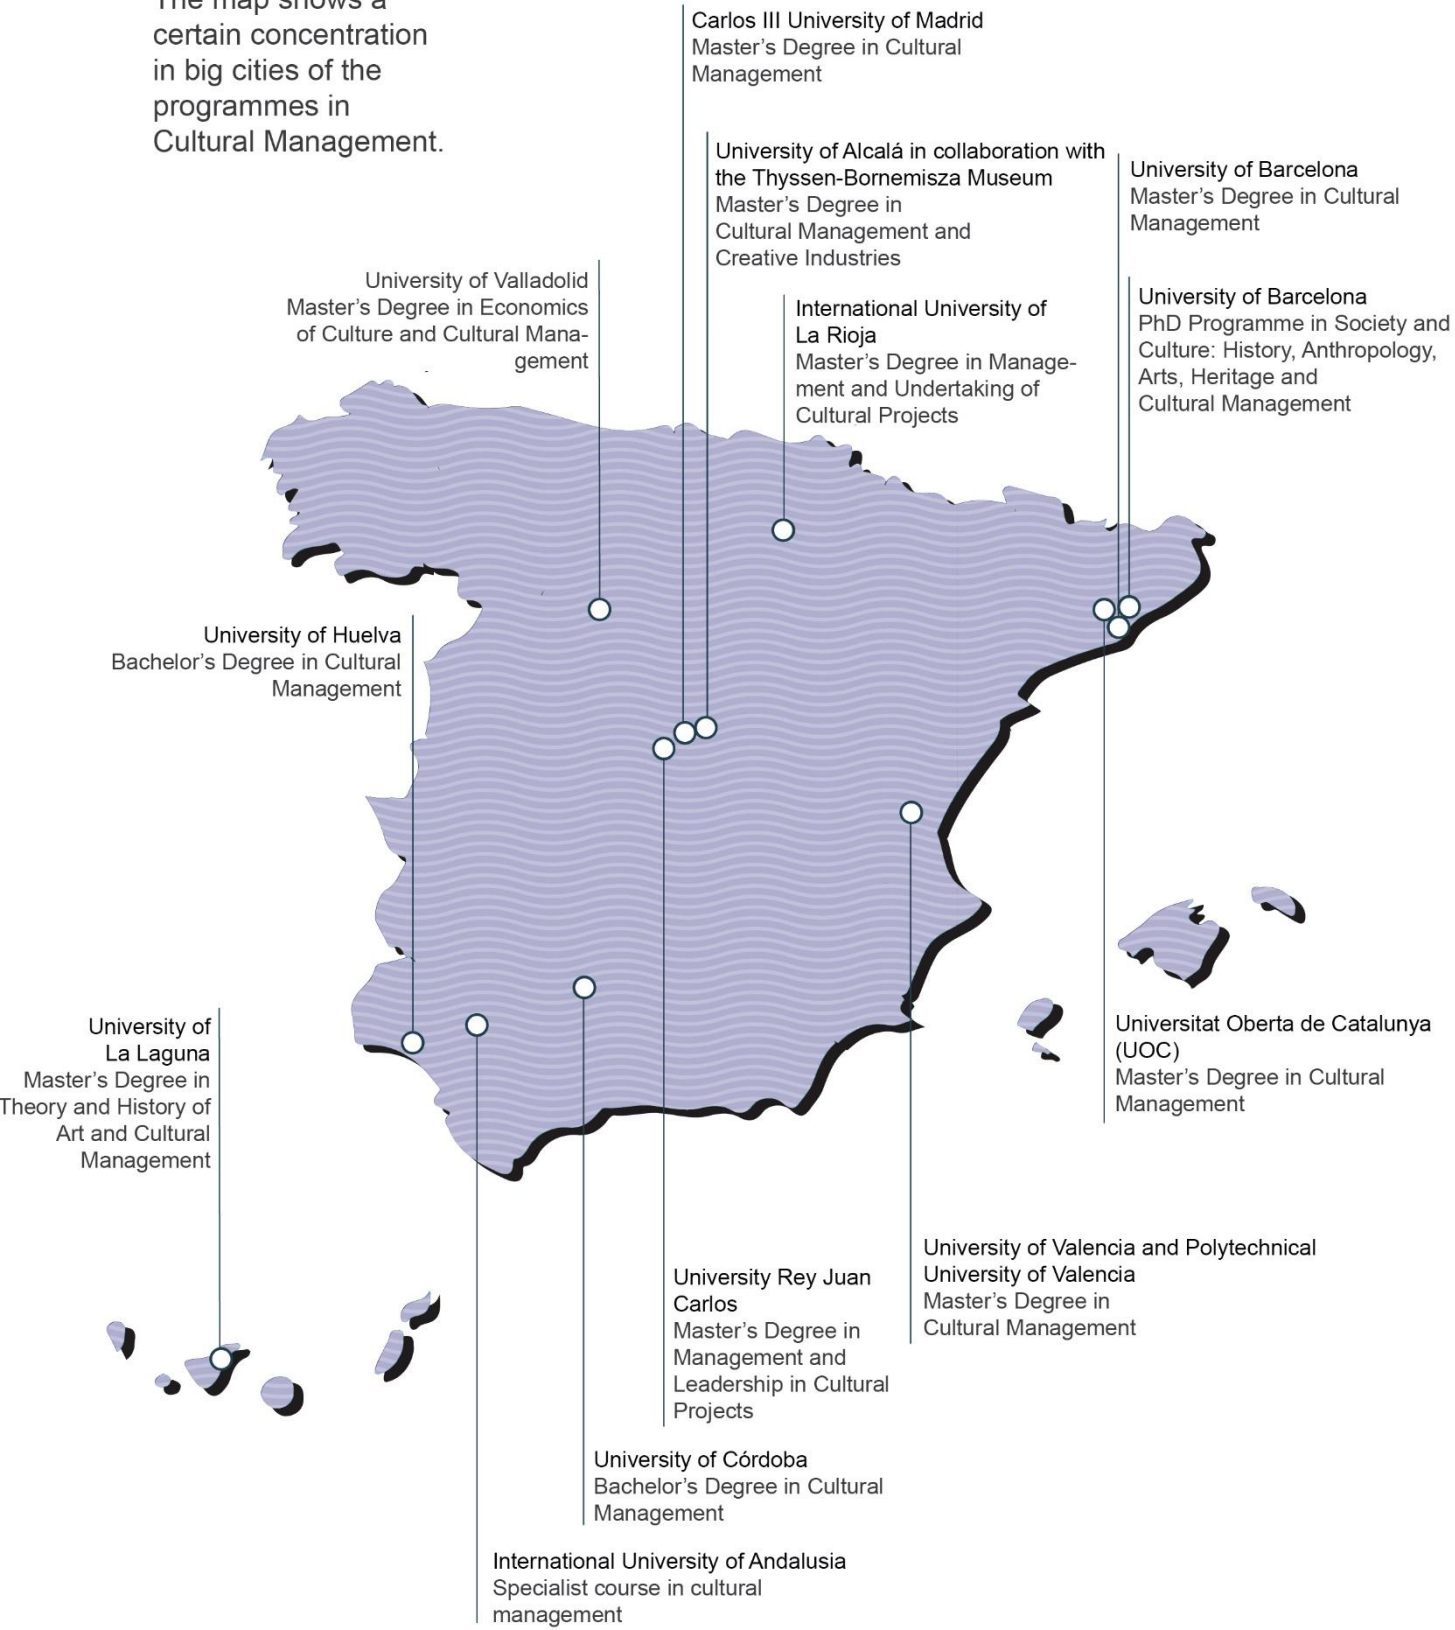 The map shows a
certain concentration
in big cities of the
programmes in
Cultural Management.
Carlos III University of Madrid
Master’s Degree in Cultural
Management
University of Alcalá in collaboration with
the Thyssen-Bornemisza Museum
Master’s Degree in
Cultural Management and
Creative Industries
University of Barcelona
Master’s Degree in Cultural
Management
University of Valladolid
Master’s Degree in Economics
of Culture and Cultural Mana-
gement
International University of
La Rioja
Master’s Degree in Manage-
ment and Undertaking of
Cultural Projects
University of Barcelona
PhD Programme in Society and
Culture: History, Anthropology,
Arts, Heritage and
Cultural Management
University of Huelva
Bachelor’s Degree in Cultural
Management
University of
La Laguna
Master’s Degree in
Theory and History of
Art and Cultural
Management
Universitat Oberta de Catalunya
(UOC)
Master’s Degree in Cultural
Management
University of Valencia and Polytechnical
University of Valencia
Master’s Degree in
Cultural Management
University Rey Juan
Carlos
Master’s Degree in
Management and
Leadership in Cultural
Projects
University of Córdoba
Bachelor’s Degree in Cultural
Management
International University of Andalusia
Specialist course in cultural
management